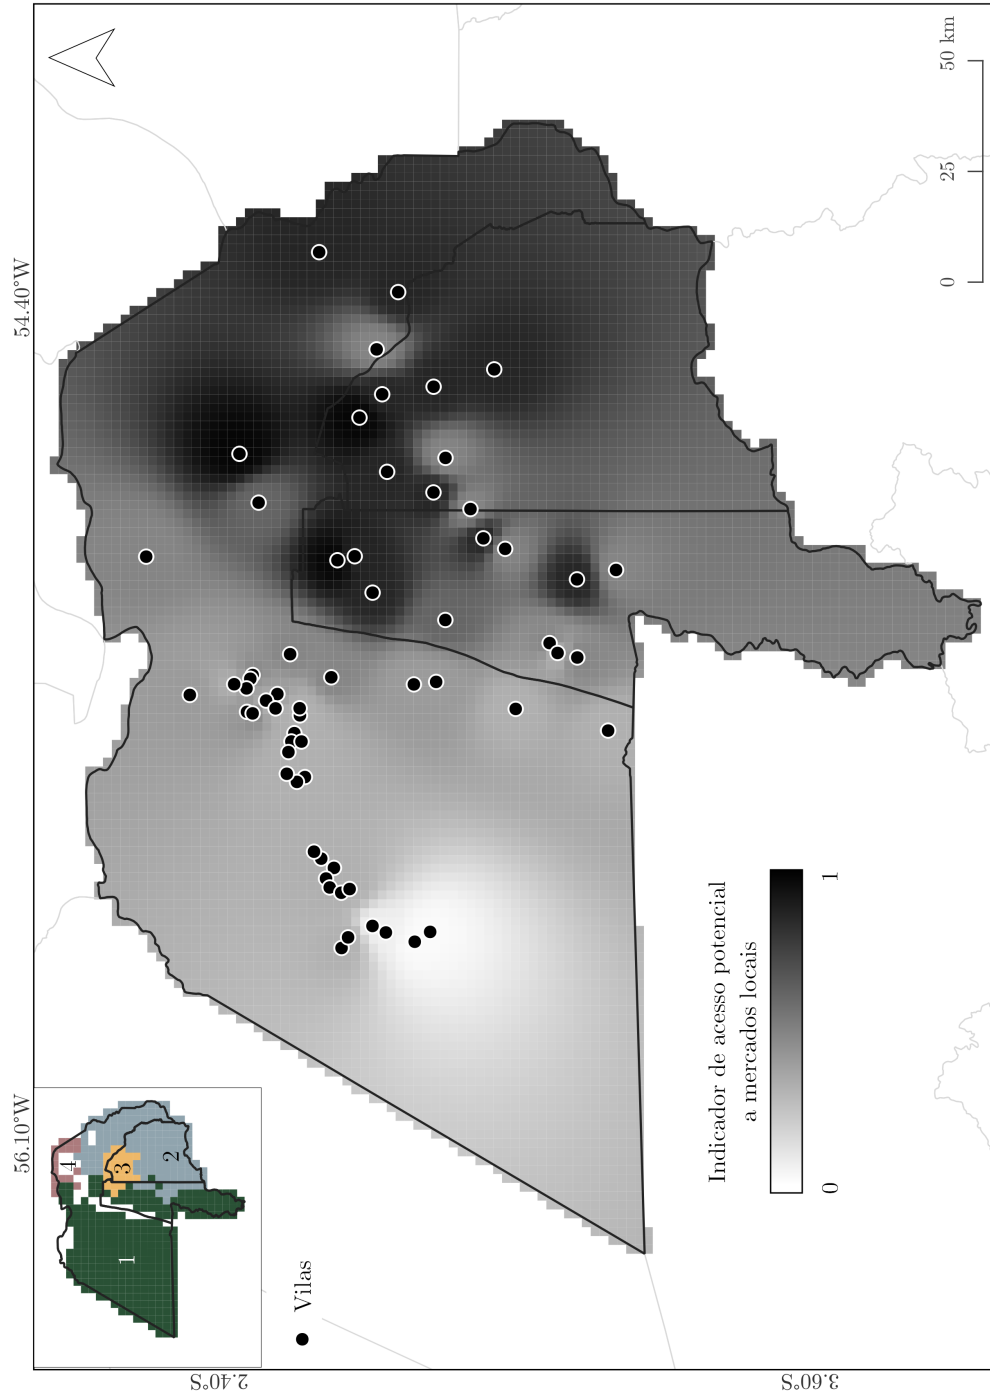 56.10°W
54.40°W
2.40°S
3.60°S
4
3
2
1
Vilas
Indicador de acesso potencial
a mercados locais
0
1
0
25
50 km